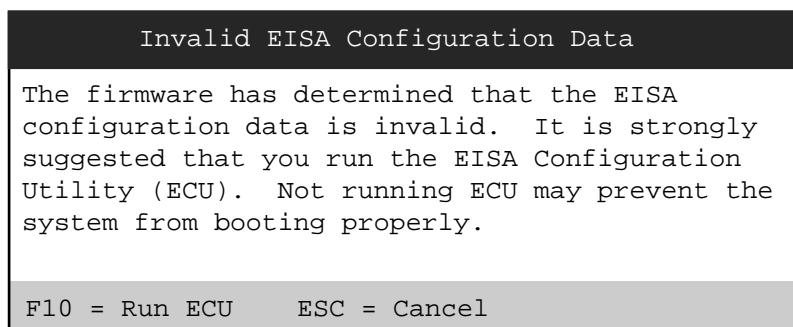 Invalid EISA Configuration Data
The firmware has determined that the EISA
configuration data is invalid. It is strongly
suggested that you run the EISA Configuration
Utility (ECU). Not running ECU may prevent the
system from booting properly.
F10 = Run ECU ESC = Cancel